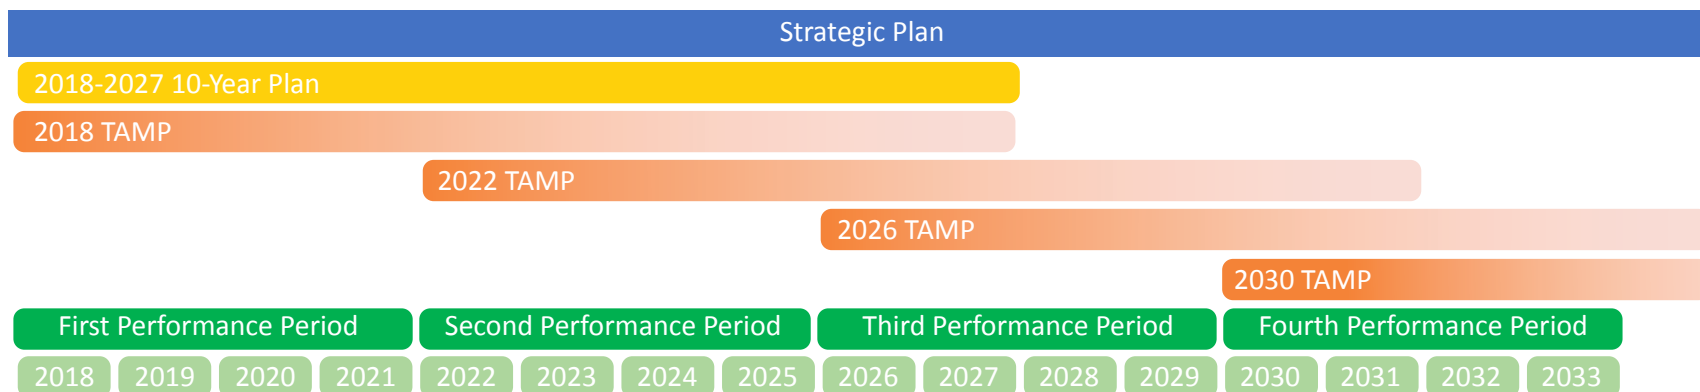 Strategic Plan
2018-2027 10-Year Plan
2018 TAMP
2022 TAMP
2026 TAMP
2030 TAMP
First Performance Period Second Performance Period Third Performance Period Fourth Performance Period
2018 2019 2020 2021 2022 2023 2024 2025 2026 2027 2028 2029 2030 2031 2032 2033